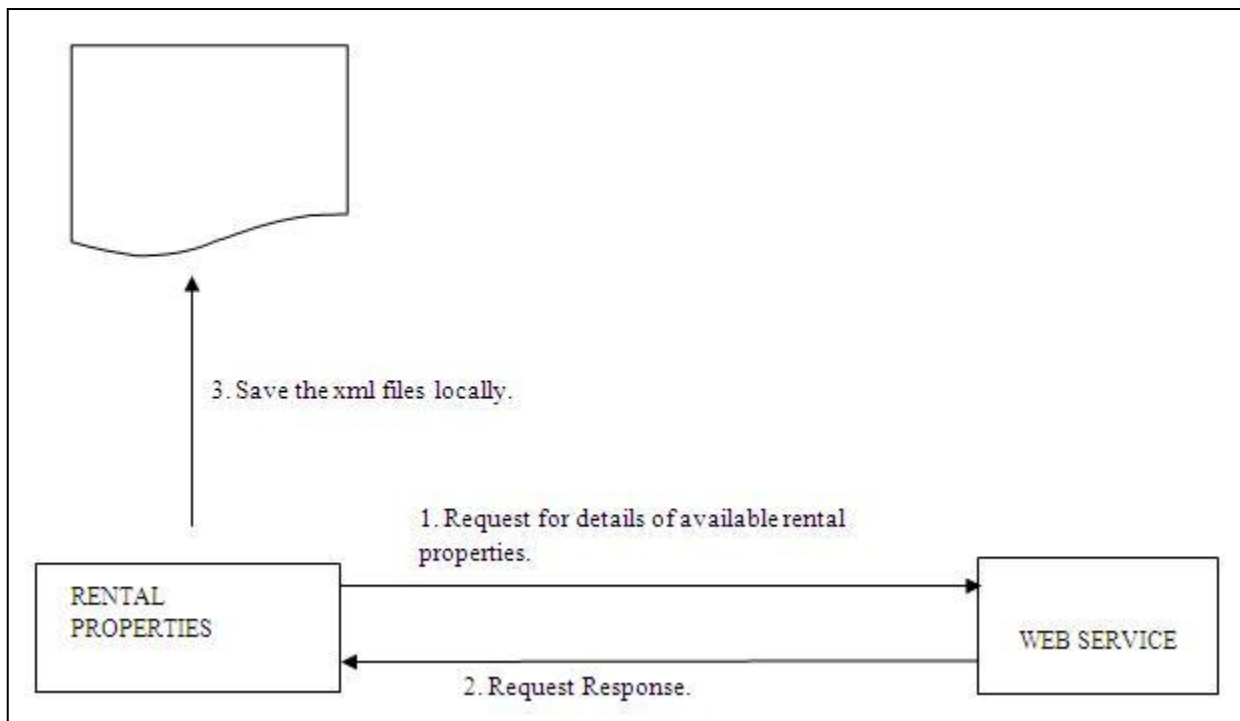 3. Save the xml files locally.
1. Request for details of available rental
properties.
RENTAL
PROPERTIES
WEB SERVICE
2. Request Response.